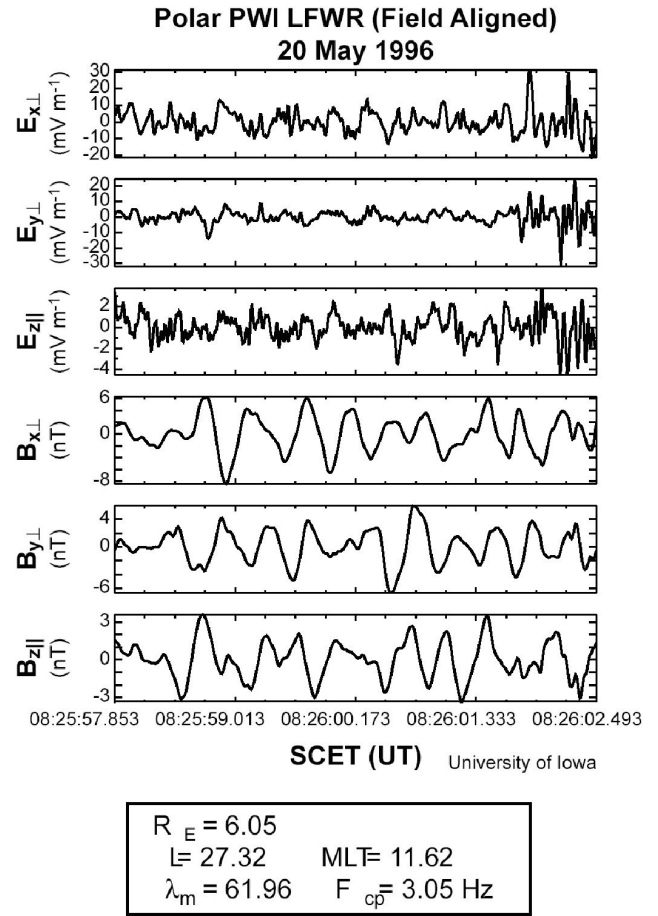 Polar PWI LFWR (Field Aligned)
20 May 1996
Ex⊥
(mV m-1)
30
10
0
-10
-20
Ey⊥
(mV m-1)
20
10
0
-10
-30
Ez||
(mV m-1)
2
0
-2
-4
Bx⊥
(nT)
6
0
-8
By⊥
(nT)
4
0
-6
Bz||
(nT)
3
0
-3
08:25:57.853 08:25:59.013 08:26:00.173 08:26:01.333 08:26:02.493
SCET (UT)
University of Iowa
R E = 6.05
L= 27.32 MLT= 11.62
λm = 61.96 F cp = 3.05 Hz